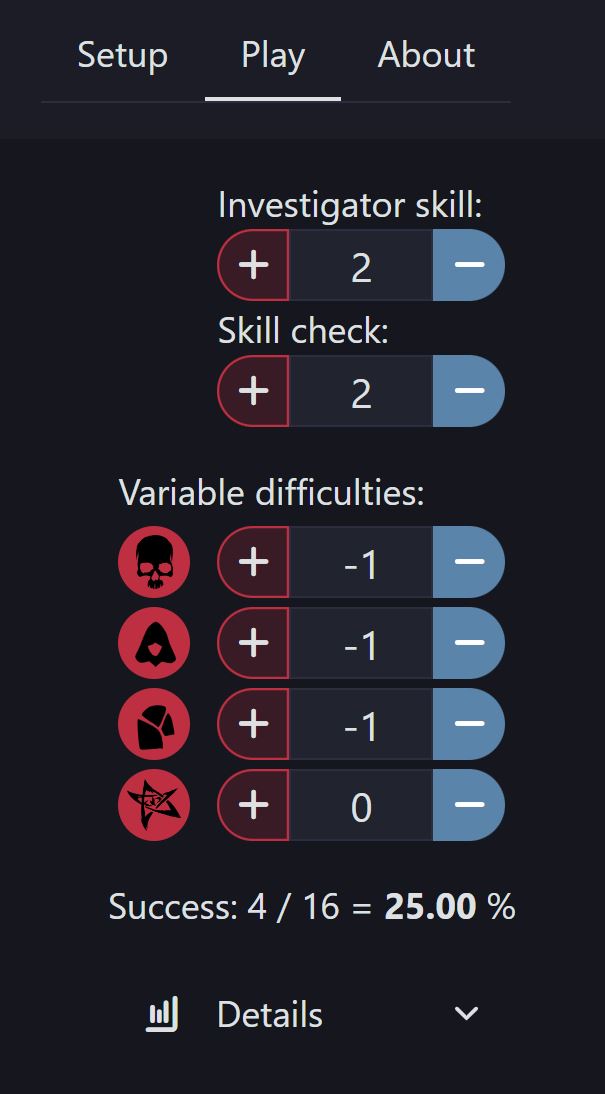 Setup Play About
Investigator skill:
+ 2 −
Skill check:
+ 2 −
Variable difficulties:
+ -1 −
+ -1 −
+ -1 −
+ 0 −
Success: 4 / 16 = 25.00 %
Details